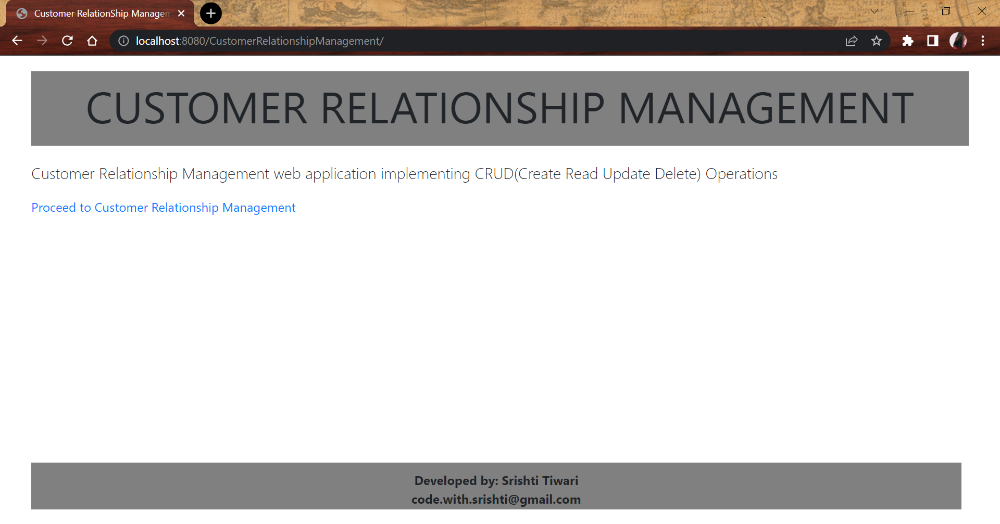 Customer RelationShip Managem
localhost:8080/CustomerRelationshipManagement/
CUSTOMER RELATIONSHIP MANAGEMENT
Customer Relationship Management web application implementing CRUD(Create Read Update Delete) Operations
Proceed to Customer Relationship Management
Developed by: Srishti Tiwari
code.with.srishti@gmail.com